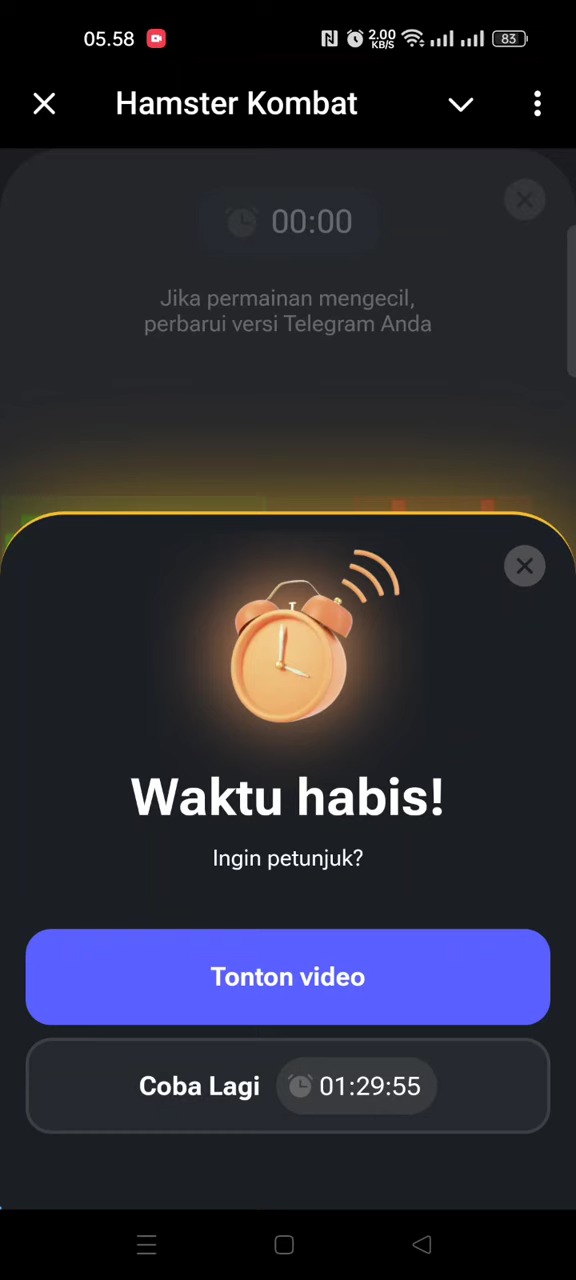 05.58
2.00
KB/S
83
Hamster Kombat
00:00
Jika permainan mengecil,
perbarui versi Telegram Anda
Waktu habis!
Ingin petunjuk?
Tonton video
Coba Lagi 01:29:55